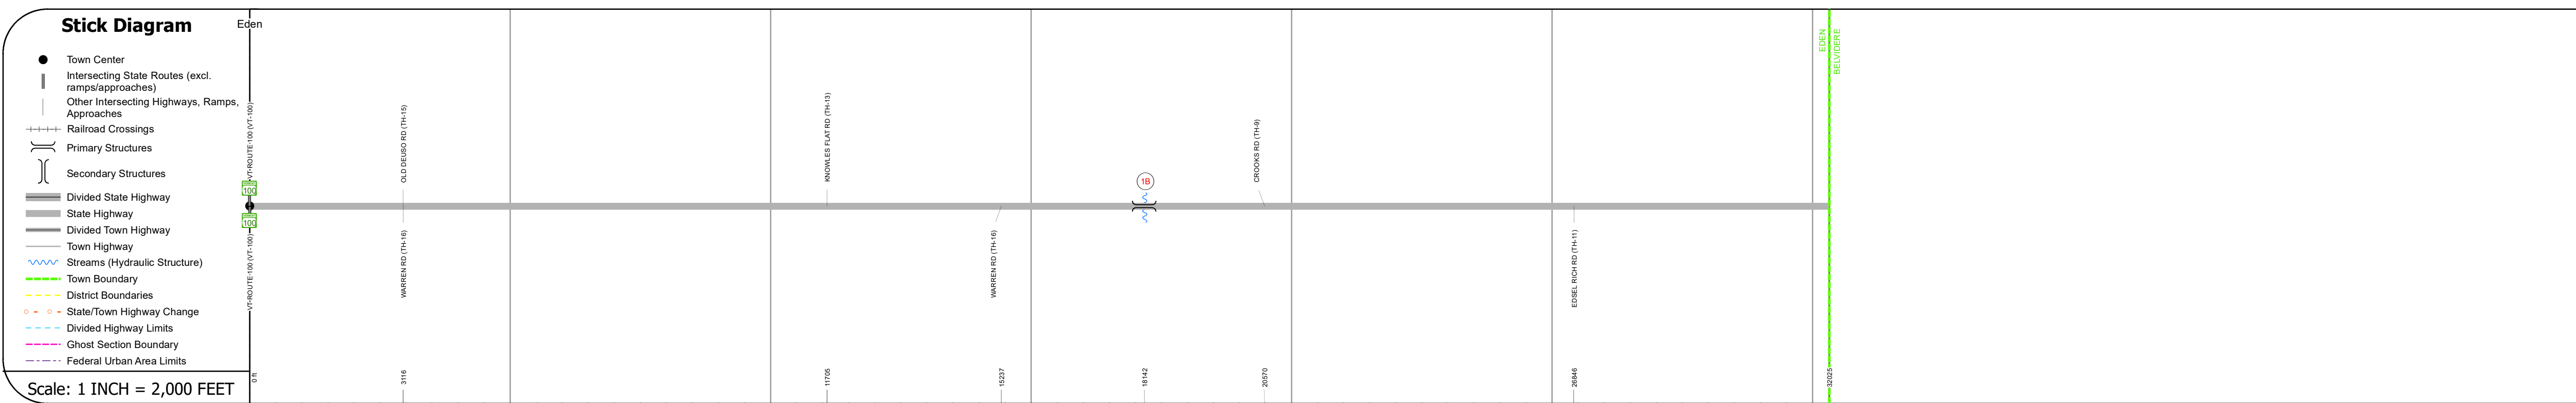 Stick Diagram
Town Center
Intersecting State Routes (excl.
ramps/approaches)
Other Intersecting Highways, Ramps,
Approaches
Railroad Crossings
Primary Structures
Secondary Structures
Divided State Highway
State Highway
Divided Town Highway
Town Highway
Streams (Hydraulic Structure)
Town Boundary
District Boundaries
State/Town Highway Change
Divided Highway Limits
Ghost Section Boundary
Federal Urban Area Limits
Scale: 1 INCH = 2,000 FEET
Eden
VT-ROUTE-100 (VT-100)
100
100
VT-ROUTE-100 (VT-100)
0 ft
OLD DEUSO RD (TH-15)
WARREN RD (TH-16)
3116
KNOWLES FLAT RD (TH-13)
11705
WARREN RD (TH-16)
15237
1B
18142
CROOKS RD (TH-9)
20570
EDSEL RICH RD (TH-11)
26846
EDEN
BELVIDERE
32025